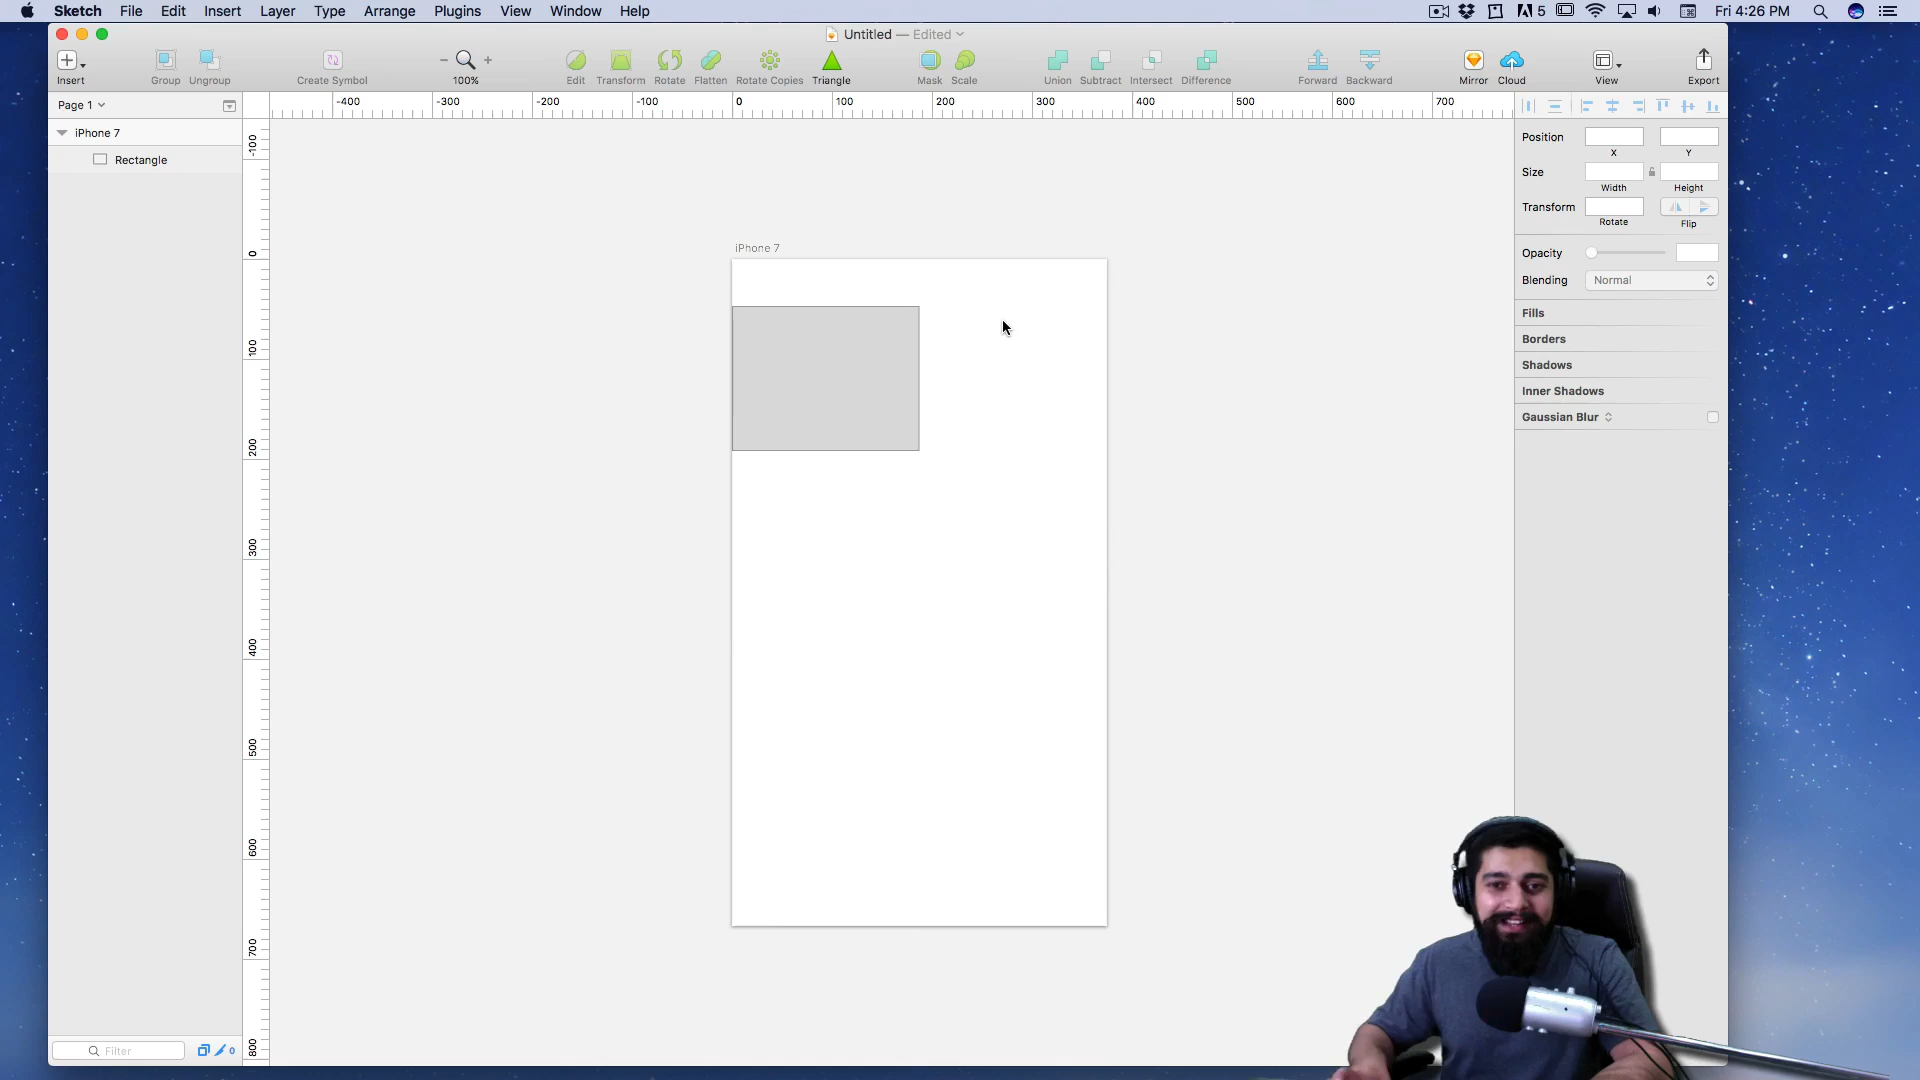 Sketch File Edit Insert Layer Type Arrange Plugins View Window Help 5 Fri 4:26 PM
Untitled — Edited
Insert Group Ungroup Create Symbol 100% Edit Transform Rotate Flatten Rotate Copies Triangle Mask Scale Union Subtract Intersect Difference Forward Backward Mirror Cloud View Export
Page 1
-400 -300 -200 -100 0 100 200 300 400 500 600 700
iPhone 7
Rectangle
-100
0
100
200
300
400
500
600
700
800
iPhone 7
Position
X Y
Size
Width Height
Transform
Rotate Flip
Opacity
Blending Normal
Fills
Borders
Shadows
Inner Shadows
Gaussian Blur
Filter 0